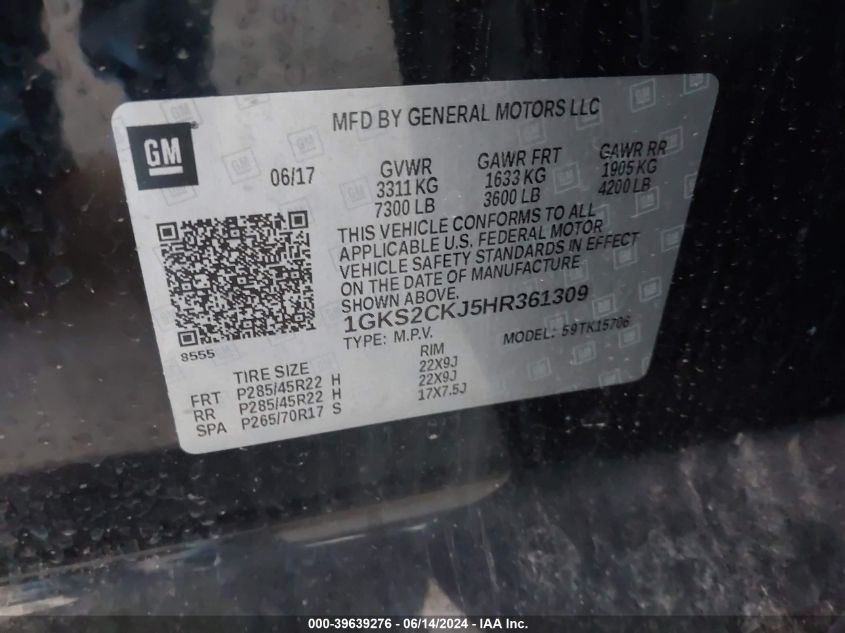 MFD BY GENERAL MOTORS LLC
GM
06/17
GVWR GAWR FRT GAWR RR
3311 KG 1633 KG 1905 KG
7300 LB 3600 LB 4200 LB
THIS VEHICLE CONFORMS TO ALL
APPLICABLE U.S. FEDERAL MOTOR
VEHICLE SAFETY STANDARDS IN EFFECT
ON THE DATE OF MANUFACTURE
SHOWN ABOVE.
1GKS2CKJ5HR361309
TYPE: M.P.V. MODEL: 59TK15706
8555
TIRE SIZE RIM
FRT P285/45R22 H 22X9J
RR P285/45R22 H 22X9J
SPA P265/70R17 S 17X7.5J
000-39639276 - 06/14/2024 - IAA Inc.